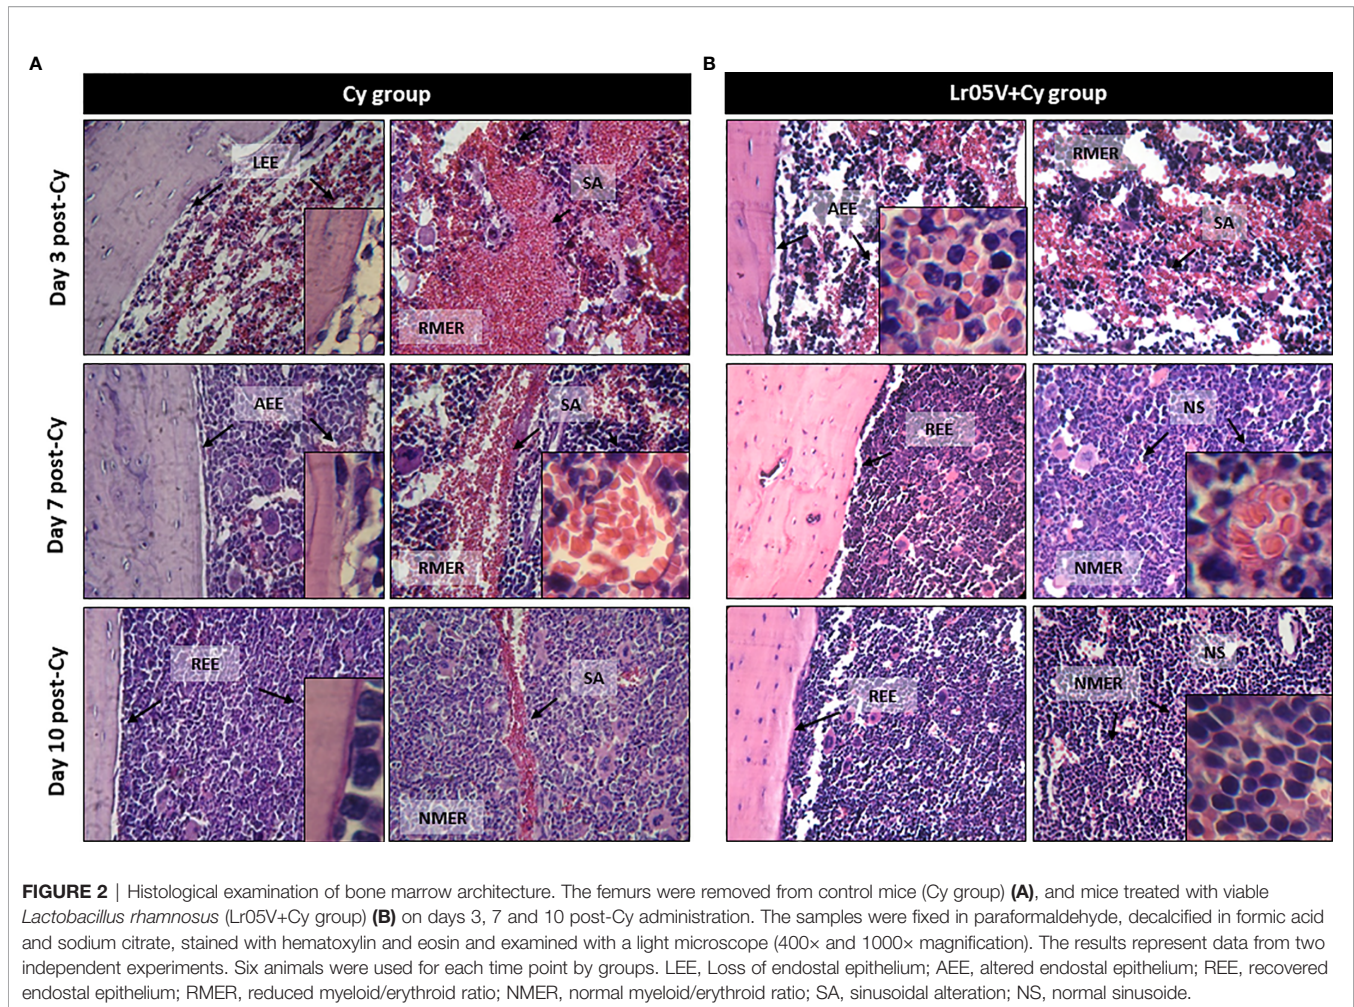 A
B
Cy group
Lr05V+Cy group
Day 3 post-Cy
LEE
SA
RMER
AEE
RMER
SA
Day 7 post-Cy
AEE
SA
RMER
REE
NS
NMER
Day 10 post-Cy
REE
SA
NMER
REE
NS
NMER
FIGURE 2 | Histological examination of bone marrow architecture. The femurs were removed from control mice (Cy group) (A), and mice treated with viable
Lactobacillus rhamnosus (Lr05V+Cy group) (B) on days 3, 7 and 10 post-Cy administration. The samples were fixed in paraformaldehyde, decalcified in formic acid
and sodium citrate, stained with hematoxylin and eosin and examined with a light microscope (400× and 1000× magnification). The results represent data from two
independent experiments. Six animals were used for each time point by groups. LEE, Loss of endostal epithelium; AEE, altered endostal epithelium; REE, recovered
endostal epithelium; RMER, reduced myeloid/erythroid ratio; NMER, normal myeloid/erythroid ratio; SA, sinusoidal alteration; NS, normal sinusoide.